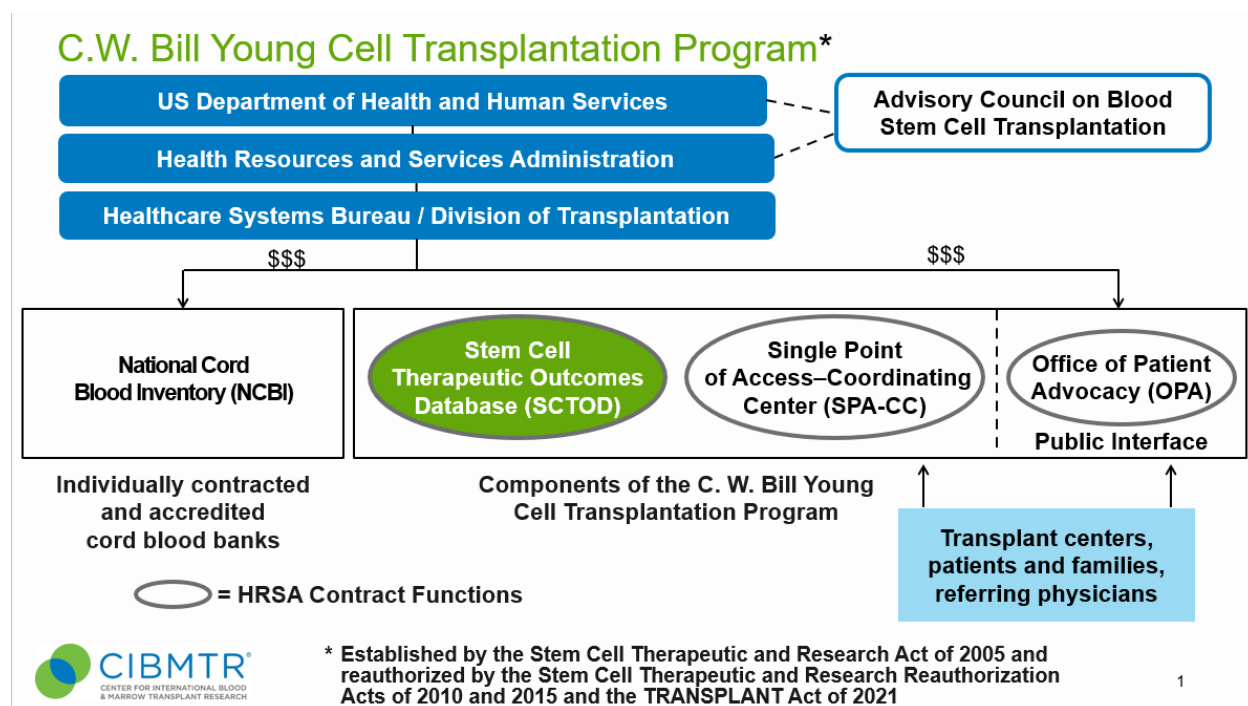 C.W. Bill Young Cell Transplantation Program*
US Department of Health and Human Services
Advisory Council on Blood
Stem Cell Transplantation
Health Resources and Services Administration
Healthcare Systems Bureau / Division of Transplantation
$$$
$$$
National Cord
Blood Inventory (NCBI)
Stem Cell
Therapeutic Outcomes
Database (SCTOD)
Single Point
of Access–Coordinating
Center (SPA-CC)
Office of Patient
Advocacy (OPA)
Public Interface
Individually contracted
and accredited
cord blood banks
Components of the C. W. Bill Young
Cell Transplantation Program
Transplant centers,
patients and families,
referring physicians
= HRSA Contract Functions
CIBMTR®
CENTER FOR INTERNATIONAL BLOOD
& MARROW TRANSPLANT RESEARCH
* Established by the Stem Cell Therapeutic and Research Act of 2005 and
reauthorized by the Stem Cell Therapeutic and Research Reauthorization
Acts of 2010 and 2015 and the TRANSPLANT Act of 2021
1